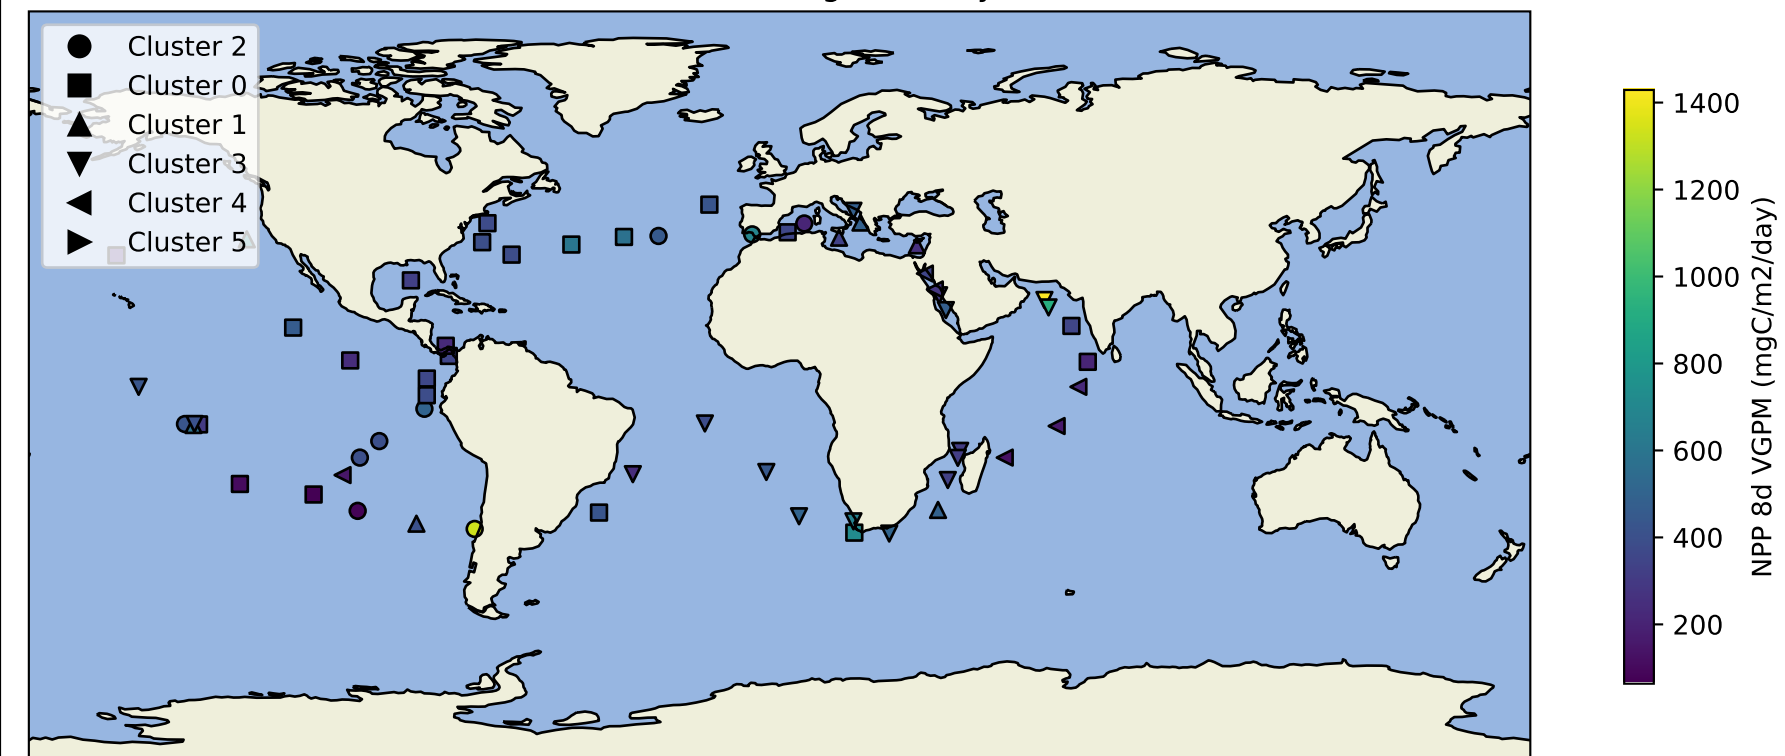 Cluster 2
Cluster 0
Cluster 1
Cluster 3
Cluster 4
Cluster 5
1400
1200
1000
800
600
400
200
NPP 8d VGPM (mgC/m2/day)